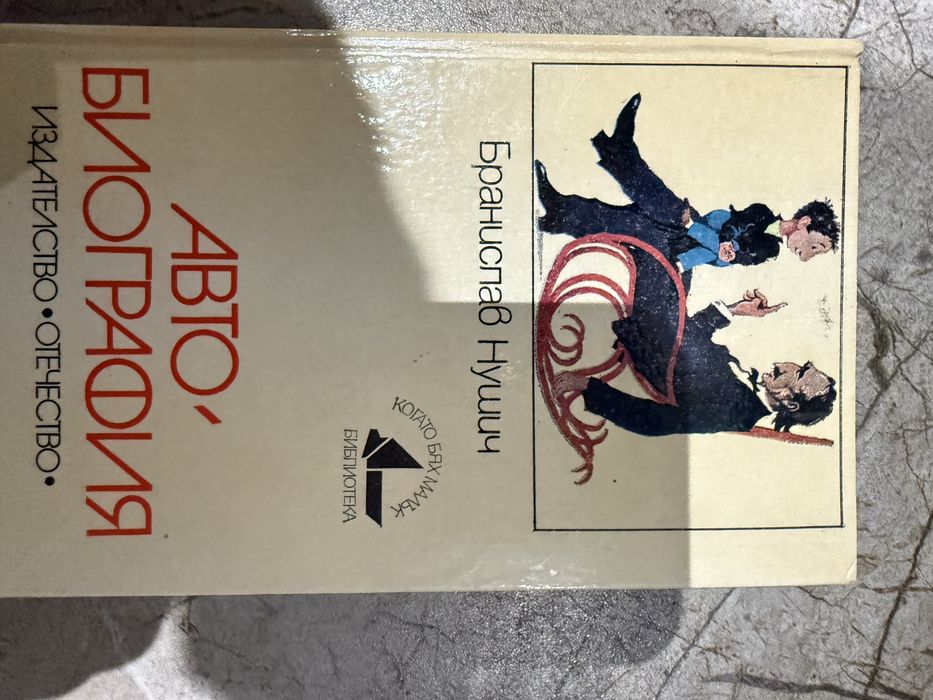 Бранислав Нушич
КОГАТО БЯХ МАЛЪК
БИБЛИОТЕКА
АВТО-
БИОГРАФИЯ
ИЗДАТЕЛСТВО • ОТЕЧЕСТВО •